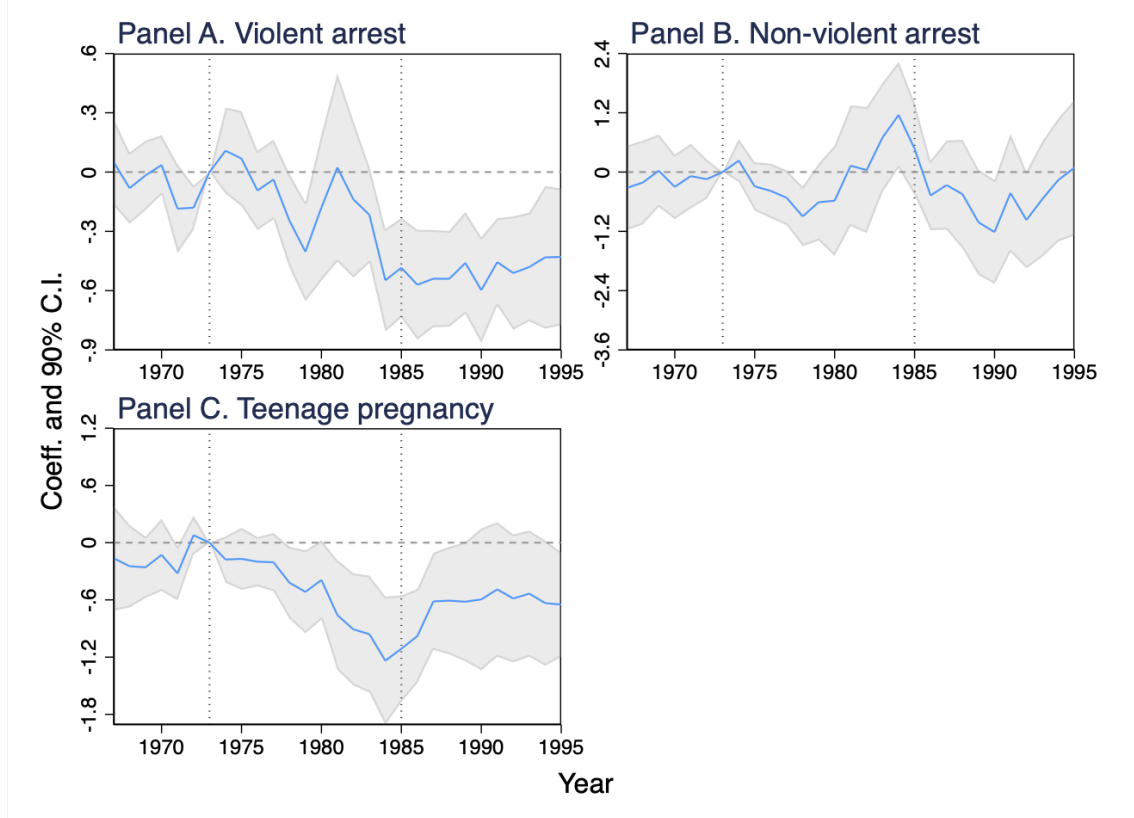 Panel A. Violent arrest
.6
.3
0
-.3
-.6
-.9
1970 1975 1980 1985 1990 1995
Panel B. Non-violent arrest
2.4
1.2
0
-1.2
-2.4
-3.6
1970 1975 1980 1985 1990 1995
Panel C. Teenage pregnancy
1.2
.6
0
-.6
-1.2
-1.8
1970 1975 1980 1985 1990 1995
Coeff. and 90% C.I.
Year